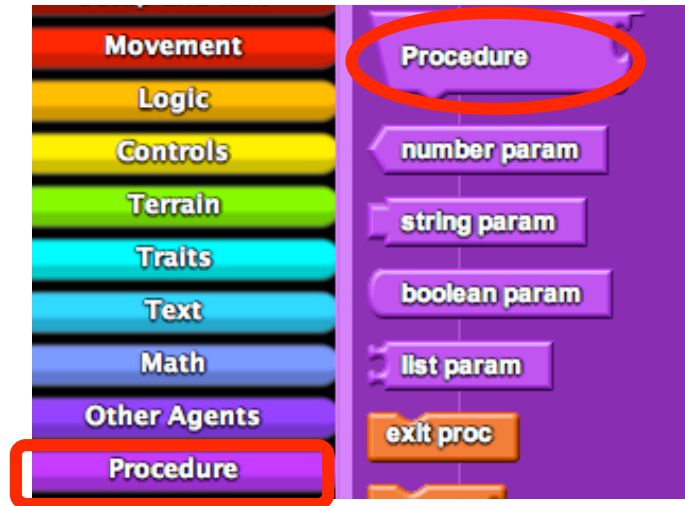 Movement
Logic
Controls
Terrain
Traits
Text
Math
Other Agents
Procedure
Procedure
number param
string param
boolean param
list param
exit proc